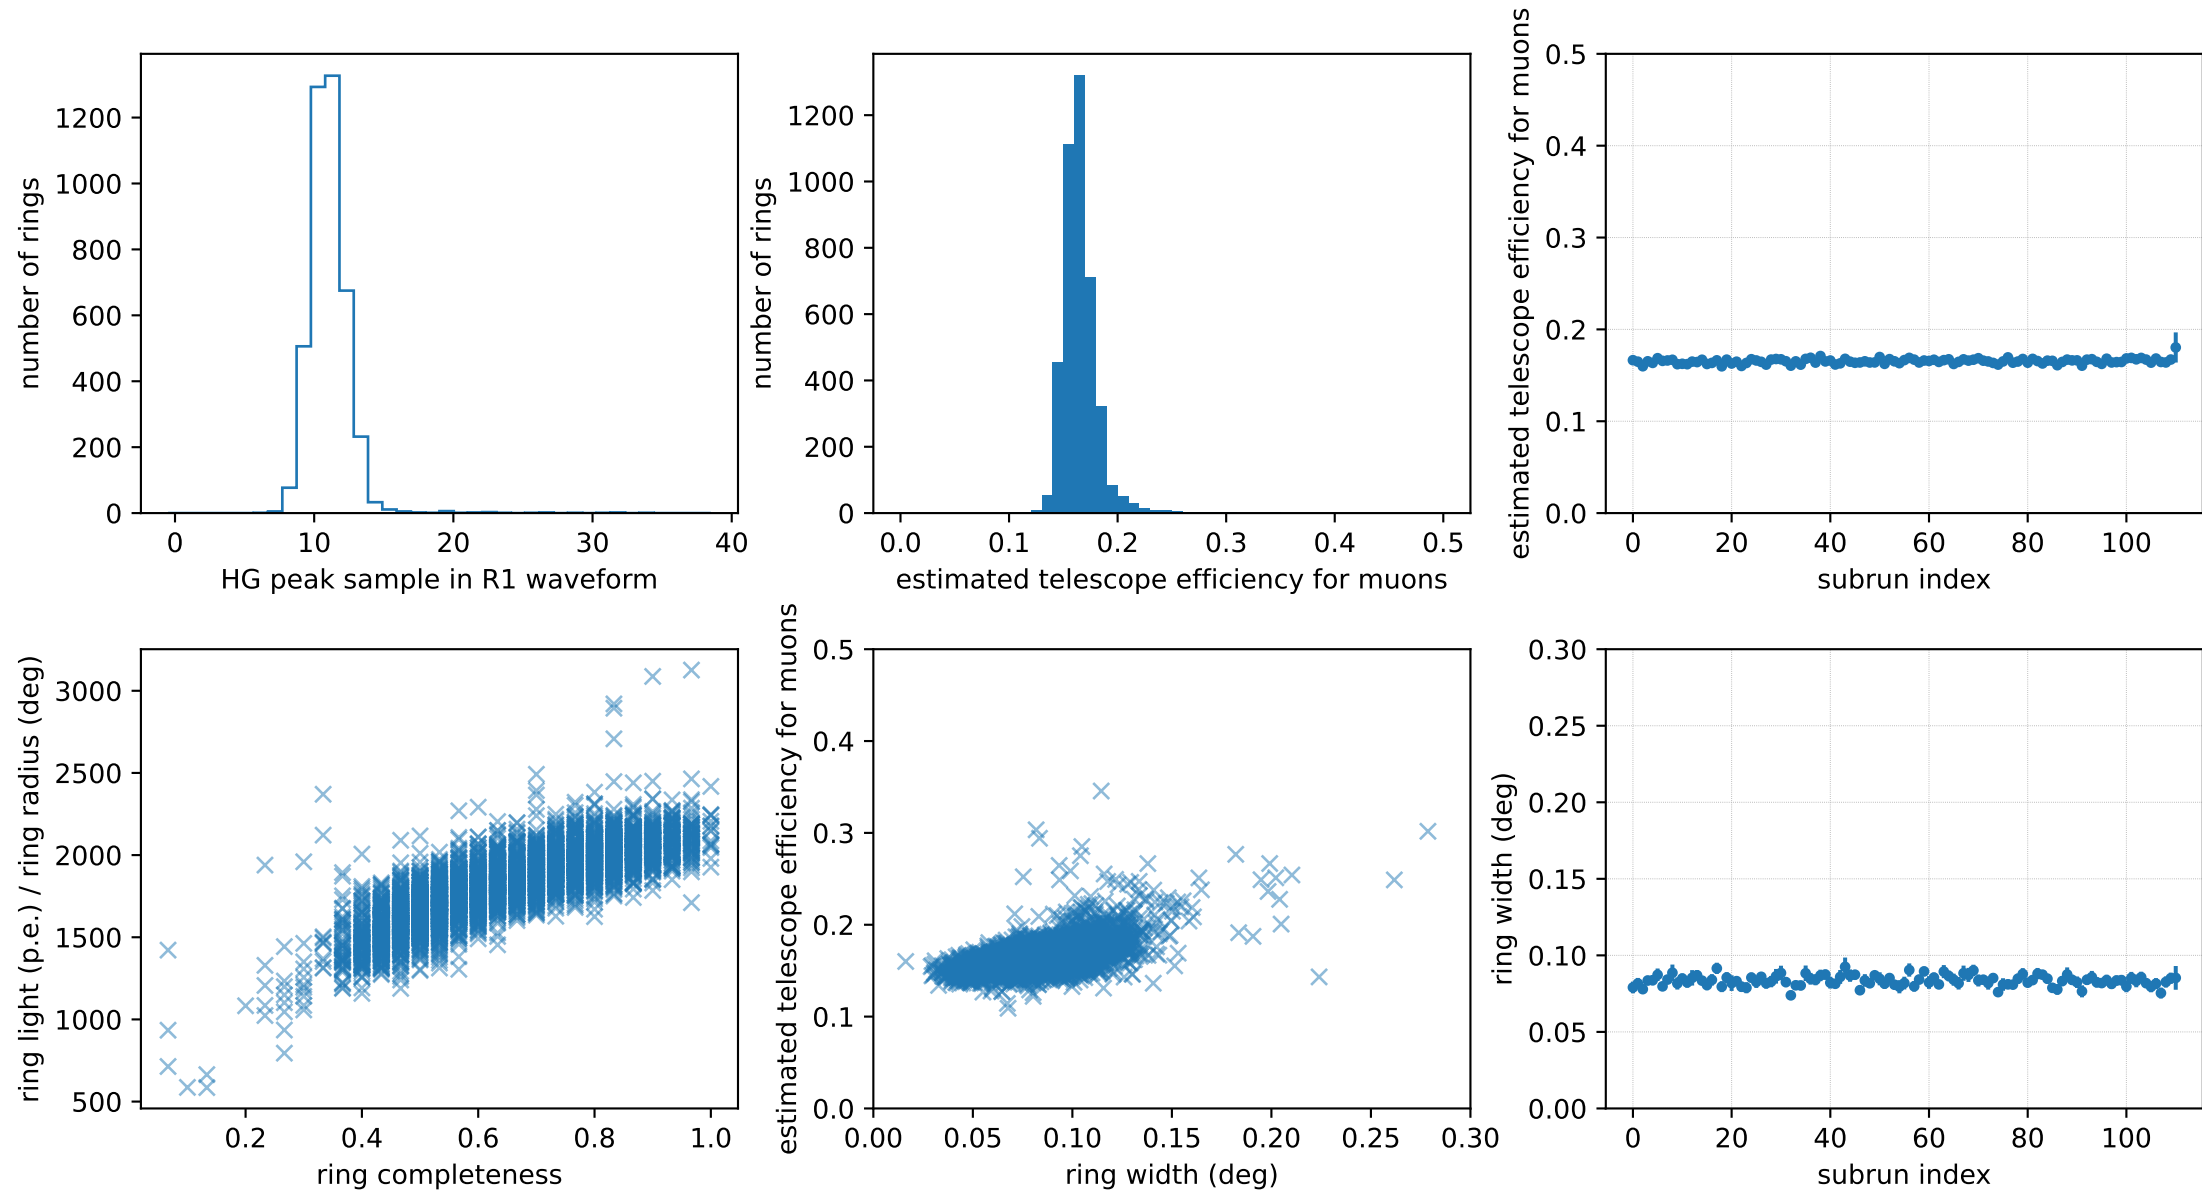 number of rings
0
200
400
600
800
1000
1200
0 10 20 30 40
HG peak sample in R1 waveform
number of rings
0
200
400
600
800
1000
1200
0.0 0.1 0.2 0.3 0.4 0.5
estimated telescope efficiency for muons
estimated telescope efficiency for muons
0.5
0.4
0.3
0.2
0.1
0.0
0 20 40 60 80 100
subrun index
ring light (p.e.) / ring radius (deg)
3000
2500
2000
1500
1000
500
0.2 0.4 0.6 0.8 1.0
ring completeness
estimated telescope efficiency for muons
0.5
0.4
0.3
0.2
0.1
0.0
0.00 0.05 0.10 0.15 0.20 0.25 0.30
ring width (deg)
ring width (deg)
0.30
0.25
0.20
0.15
0.10
0.05
0.00
0 20 40 60 80 100
subrun index